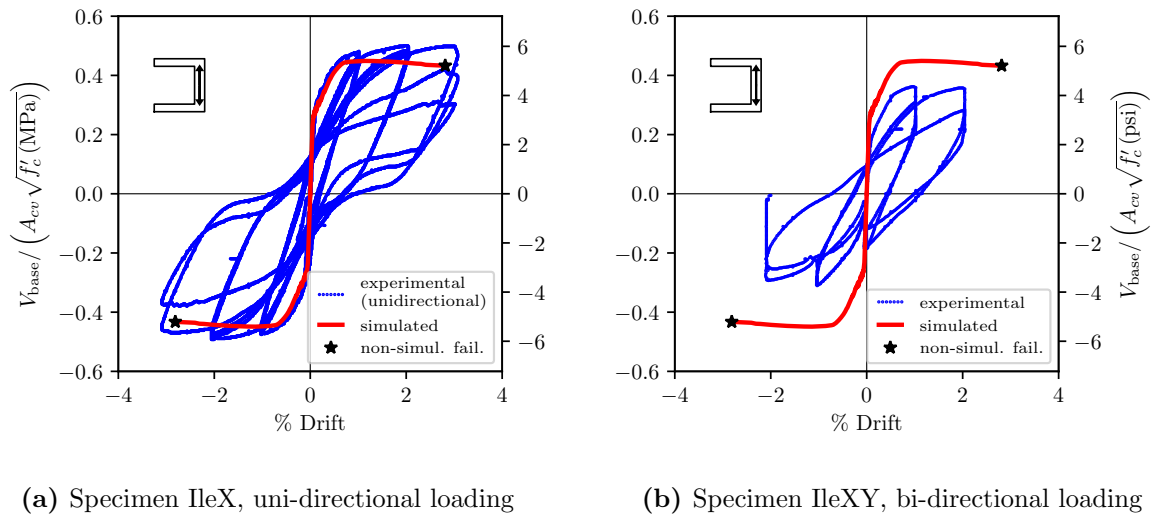 0.6
0.4
0.2
0.0
−0.2
−0.4
−0.6
−4
−2
0
2
4
6
4
2
0
−2
−4
−6
V_base/ ( A_cv √f′_c (MPa) )
% Drift
experimental
(unidirectional)
simulated
non-simul. fail.
0.6
0.4
0.2
0.0
−0.2
−0.4
−0.6
−4
−2
0
2
4
6
4
2
0
−2
−4
−6
V_base/ ( A_cv √f′_c (psi) )
% Drift
experimental
simulated
non-simul. fail.
(a) Specimen IleX, uni-directional loading
(b) Specimen IleXY, bi-directional loading